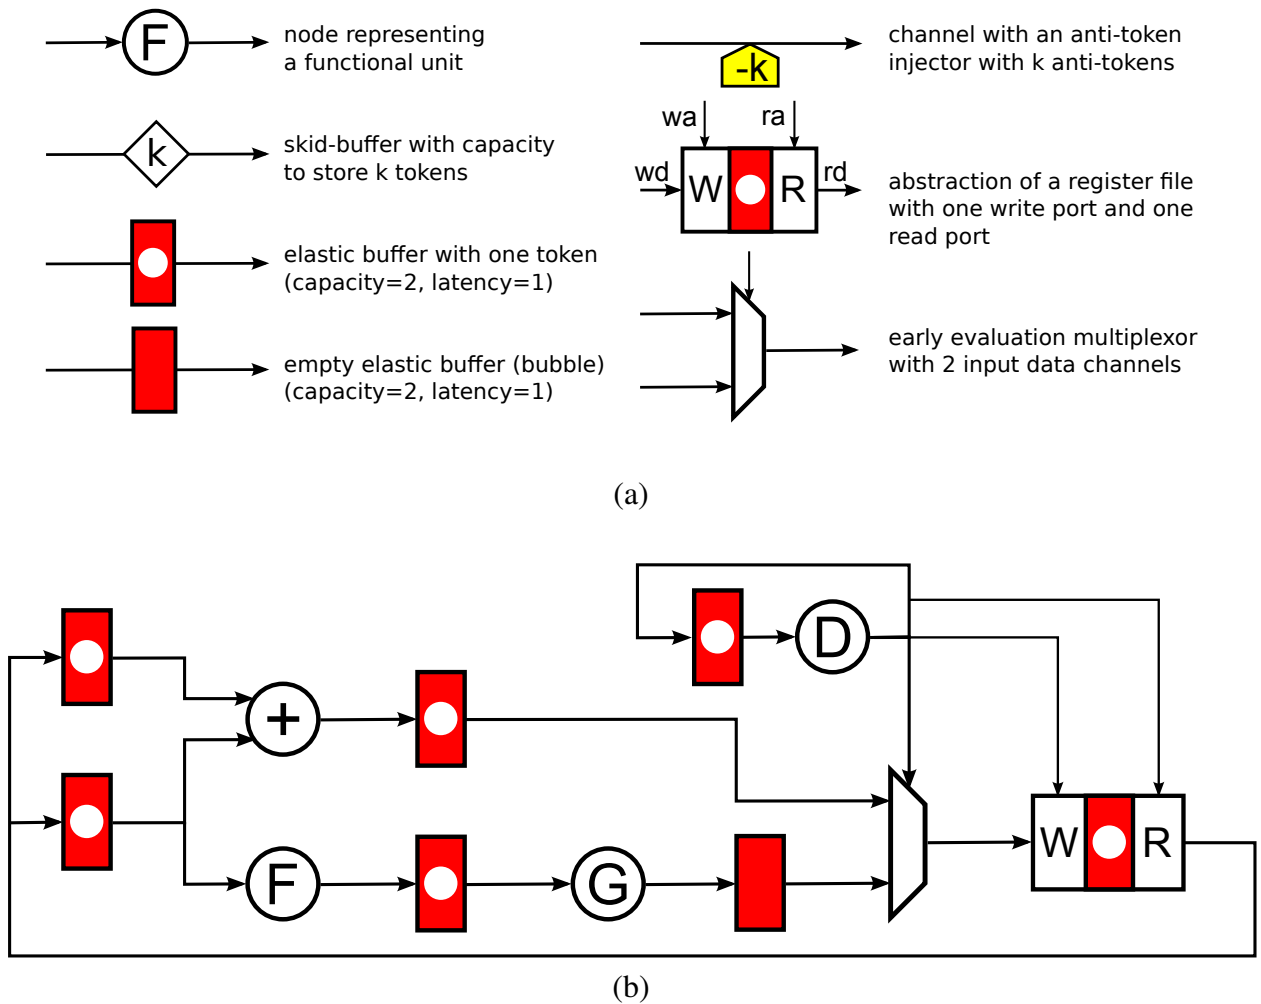 F
node representing
a functional unit
k
skid-buffer with capacity
to store k tokens
elastic buffer with one token
(capacity=2, latency=1)
empty elastic buffer (bubble)
(capacity=2, latency=1)
-k
channel with an anti-token
injector with k anti-tokens
wa
ra
wd
W
R
rd
abstraction of a register file
with one write port and one
read port
early evaluation multiplexor
with 2 input data channels
(a)
D
+
F
G
W
R
(b)